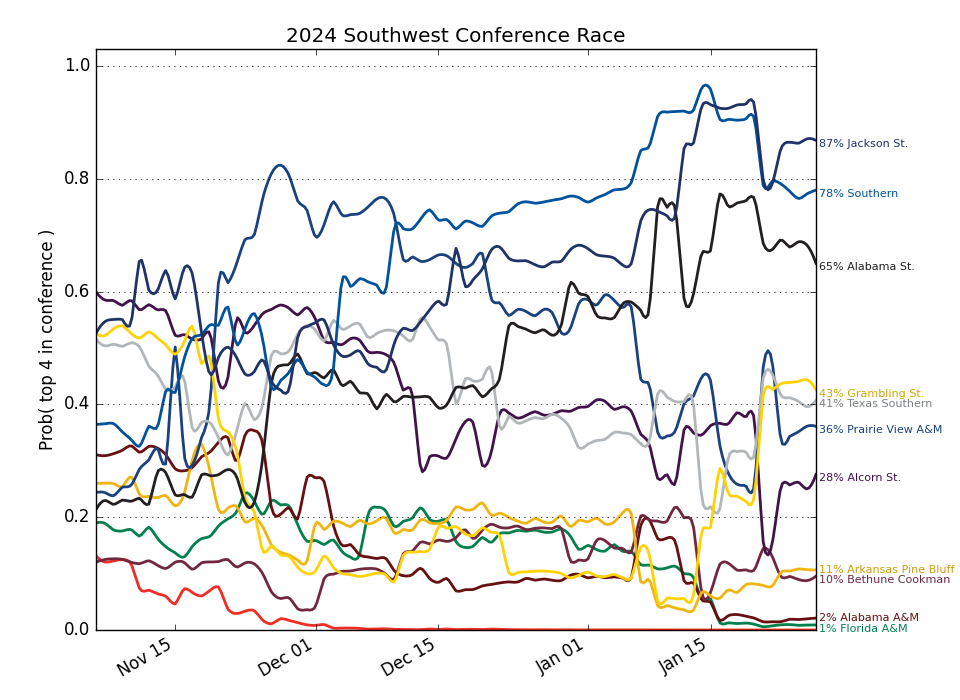 2024 Southwest Conference Race
Prob( top 4 in conference )
1.0
0.8
0.6
0.4
0.2
0.0
Nov 15
Dec 01
Dec 15
Jan 01
Jan 15
87% Jackson St.
78% Southern
65% Alabama St.
43% Grambling St.
41% Texas Southern
36% Prairie View A&M
28% Alcorn St.
11% Arkansas Pine Bluff
10% Bethune Cookman
2% Alabama A&M
1% Florida A&M